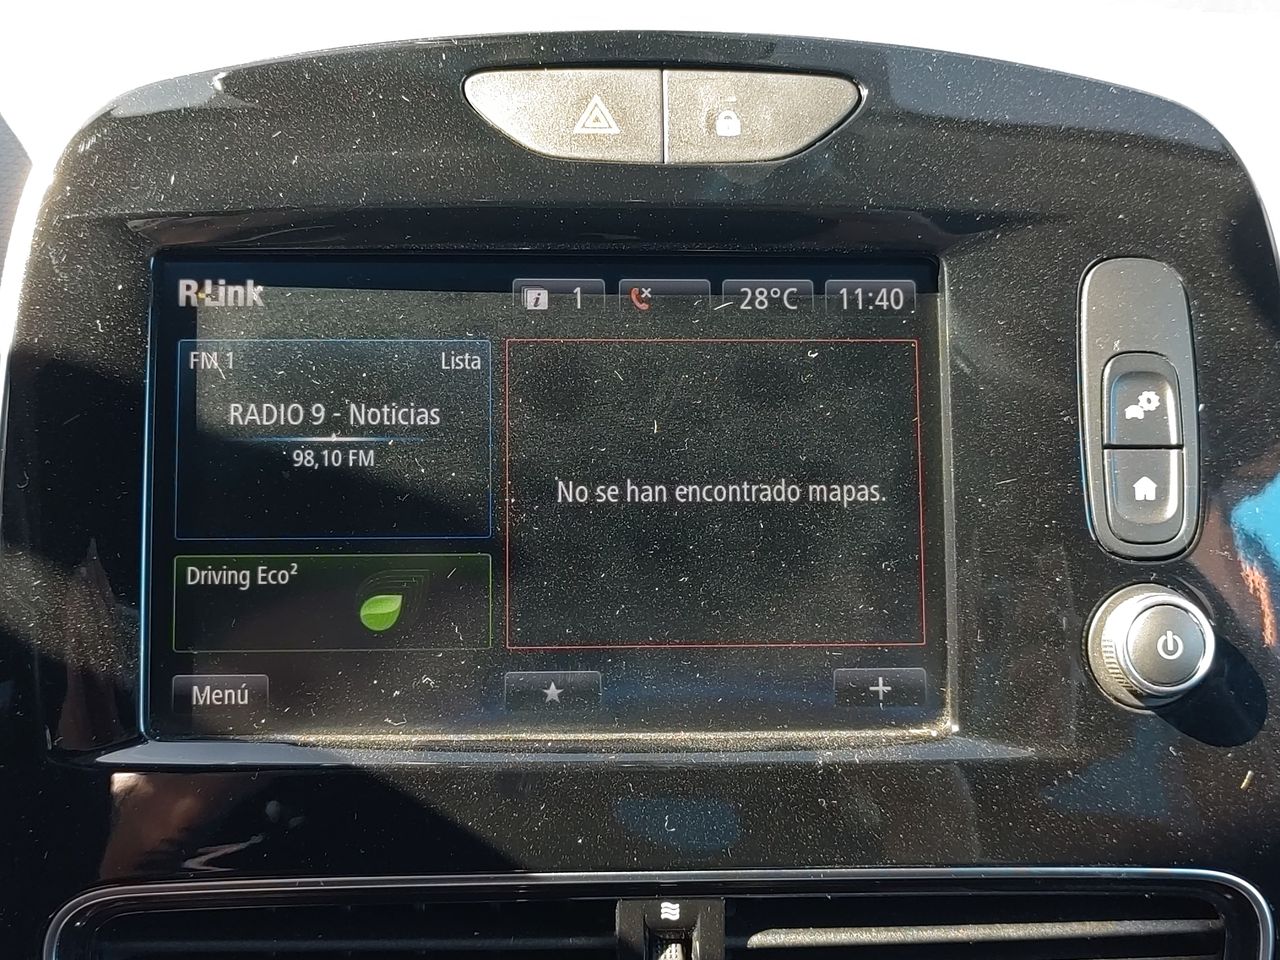 R-Link
1
28°C
11:40
FM 1
Lista
RADIO 9 - Noticias
98,10 FM
No se han encontrado mapas.
Driving Eco²
Menú